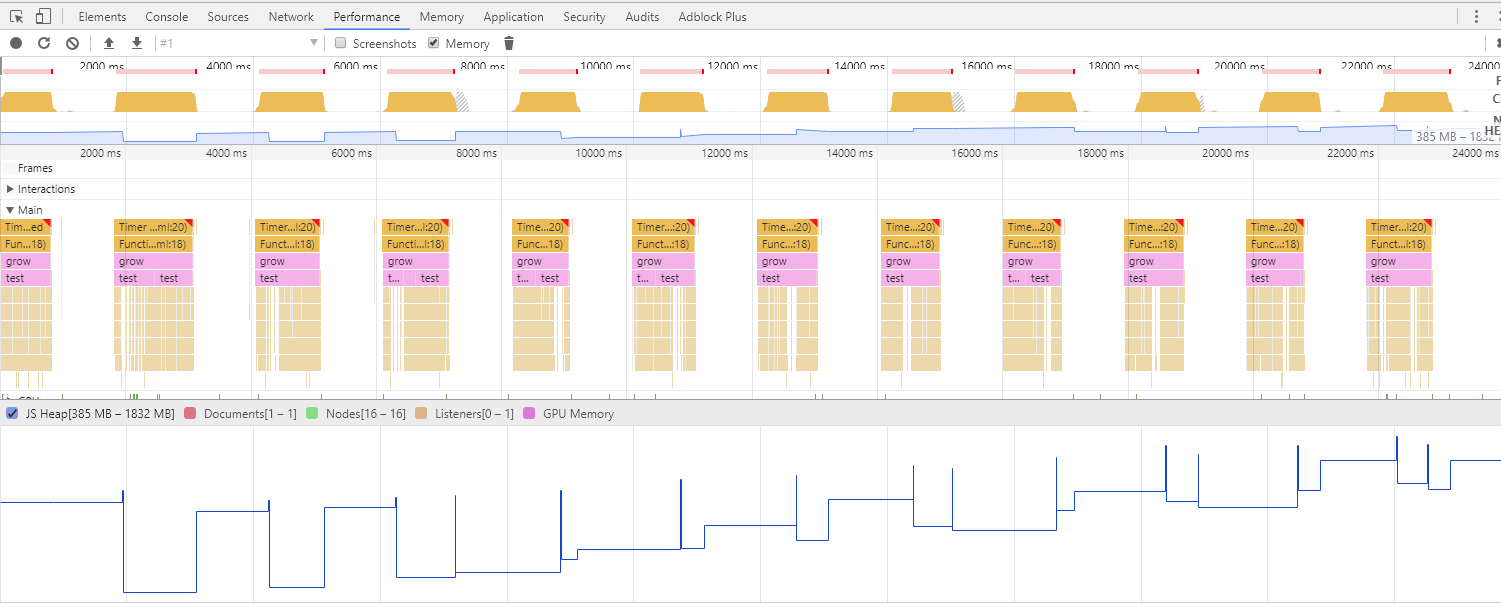 Elements Console Sources Network Performance Memory Application Security Audits Adblock Plus
#1 Screenshots Memory
2000 ms 4000 ms 6000 ms 8000 ms 10000 ms 12000 ms 14000 ms 16000 ms 18000 ms 20000 ms 22000 ms 24000
F
C
N
HE
385 MB – 1832 M
2000 ms 4000 ms 6000 ms 8000 ms 10000 ms 12000 ms 14000 ms 16000 ms 18000 ms 20000 ms 22000 ms 24000 ms
Frames
Interactions
Main
Tim...ed Timer ...ml:20) Timer...l:20) Timer...l:20) Time...:20) Time...:20) Time...:20) Time...:20) Time...:20) Time...:20) Time...:20) Timer...l:20)
Fun...18) Functi...ml:18) Funct...l:18) Functi...l:18) Func...:18) Func...:18) Func...:18) Func...:18) Func...:18) Func...:18) Func...:18) Funct...l:18)
grow grow grow grow grow grow grow grow grow grow grow grow
test test test test t... test t... test t... test test test t... test test test test
GPU
JS Heap[385 MB – 1832 MB] Documents[1 – 1] Nodes[16 – 16] Listeners[0 – 1] GPU Memory